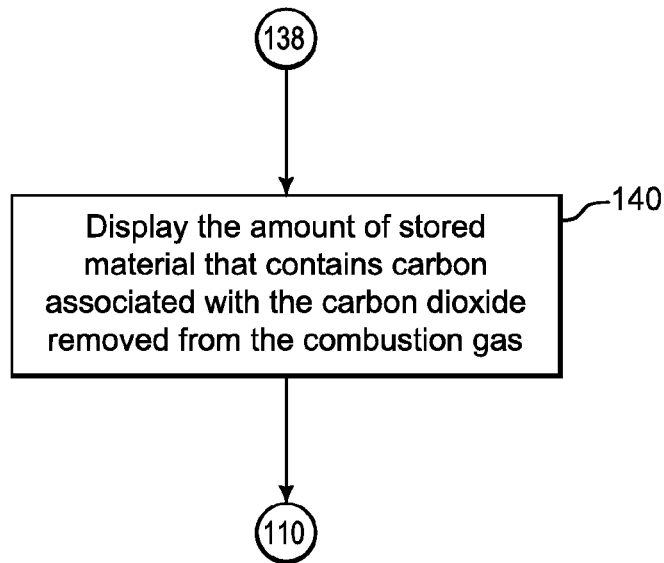 138
140
Display the amount of stored
material that contains carbon
associated with the carbon dioxide
removed from the combustion gas
110